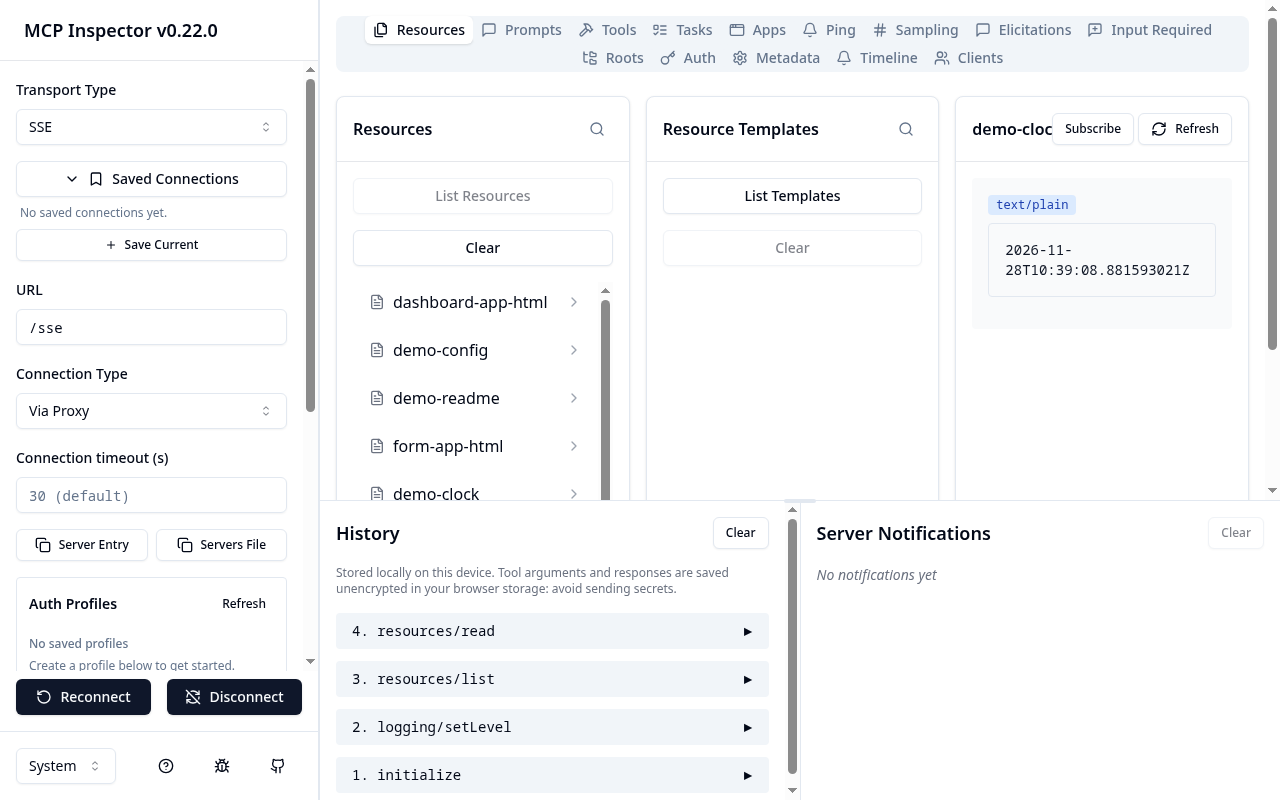 MCP Inspector v0.22.0
Transport Type
SSE
Saved Connections
No saved connections yet.
Save Current
URL
/sse
Connection Type
Via Proxy
Connection timeout (s)
30 (default)
Server Entry
Servers File
Auth Profiles
Refresh
No saved profiles
Create a profile below to get started.
Reconnect
Disconnect
System
Resources
Prompts
Tools
Tasks
Apps
Ping
Sampling
Elicitations
Input Required
Roots
Auth
Metadata
Timeline
Clients
Resources
List Resources
Clear
dashboard-app-html
demo-config
demo-readme
form-app-html
demo-clock
Resource Templates
List Templates
Clear
demo-cloc
Subscribe
Refresh
text/plain
2026-11-
28T10:39:08.881593021Z
History
Clear
Stored locally on this device. Tool arguments and responses are saved
unencrypted in your browser storage: avoid sending secrets.
4. resources/read
3. resources/list
2. logging/setLevel
1. initialize
Server Notifications
Clear
No notifications yet